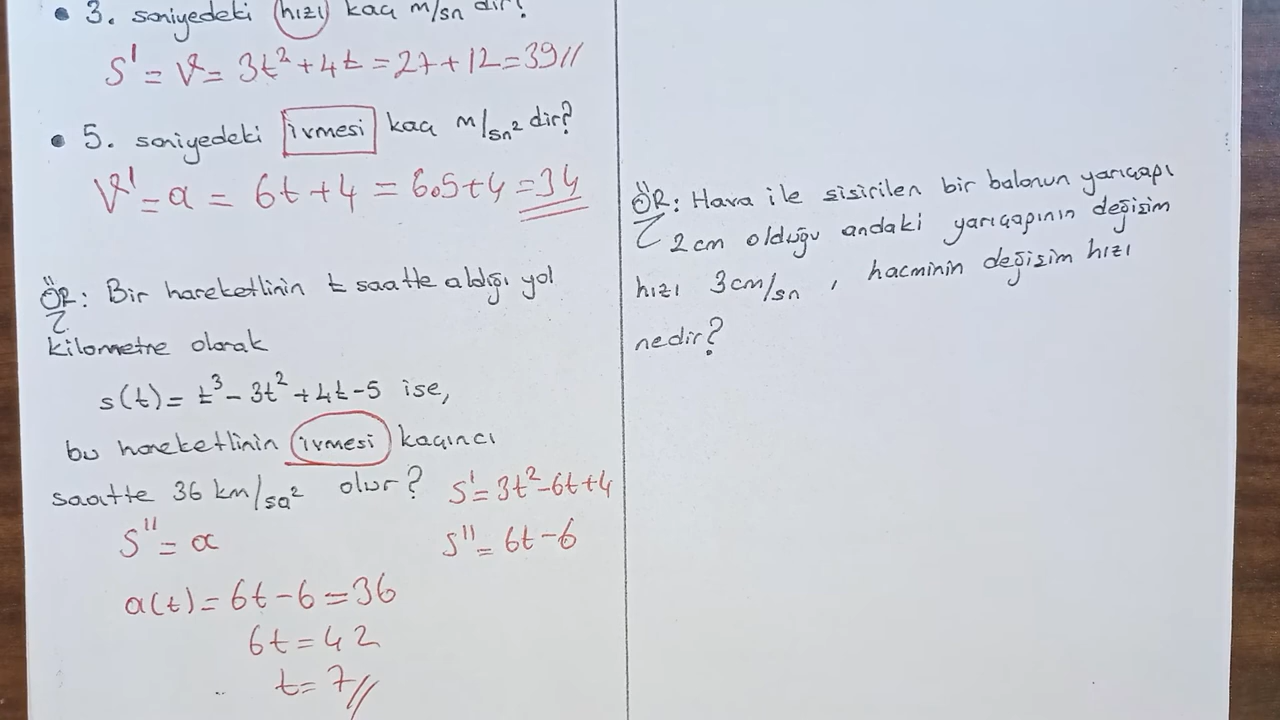 • 3. saniyedeki hızı kaç m/sn dir?
S' = V = 3t² + 4t = 27 + 12 = 39//
• 5. saniyedeki ivmesi kaç m/sn² dir?
V' = a = 6t + 4 = 6.5 + 4 = 34
ÖR: Bir hareketlinin t saatte aldığı yol
kilometre olarak
s(t) = t³ - 3t² + 4t - 5 ise,
bu hareketlinin ivmesi kaçıncı
saatte 36 km/sa² olur? S' = 3t² - 6t + 4
S'' = a S'' = 6t - 6
a(t) = 6t - 6 = 36
6t = 42
t = 7//
ÖR: Hava ile şişirilen bir balonun yarıçapı
2 cm olduğu andaki yarıçapının değişim
hızı 3 cm/sn , hacminin değişim hızı
nedir?